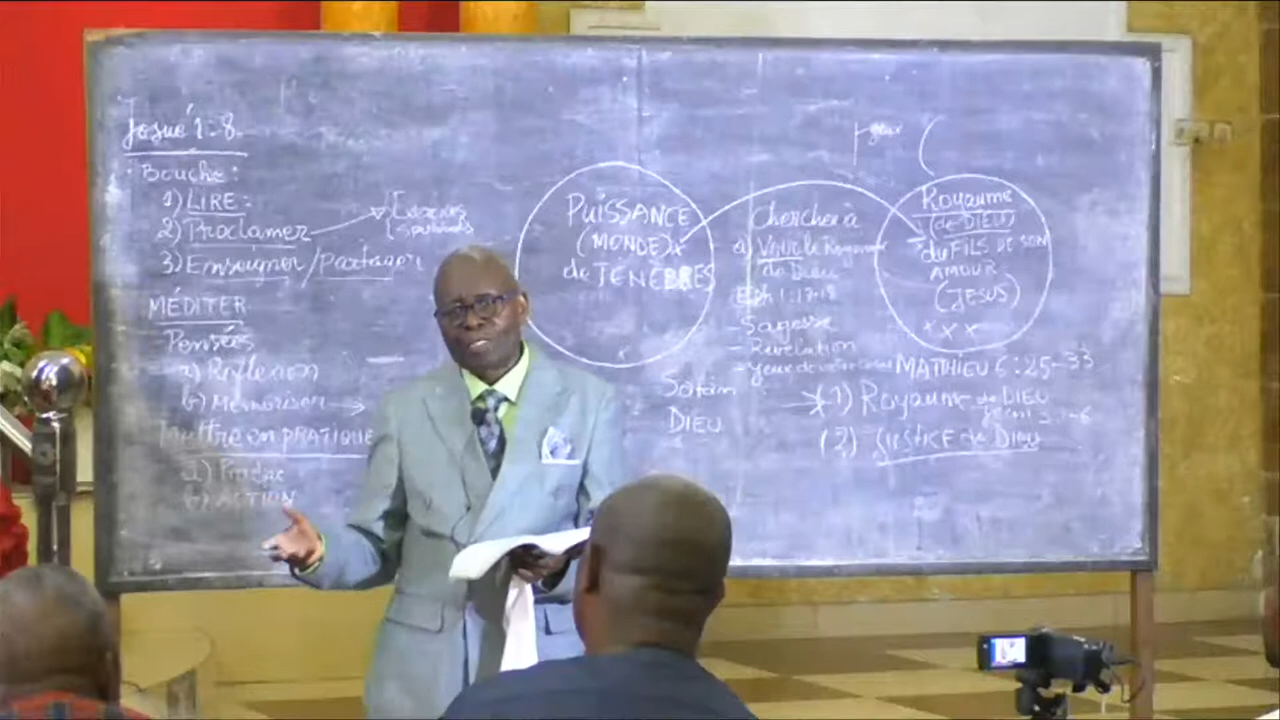 Josué 1-8.
Bouche:
1) LIRE:
2) Proclamer
3) Enseigner/Partager
MÉDITER
Pensées
a) Réflexion
b) Mémoriser
Mettre en PRATIQUE
b) ACTION
PUISSANCE
(MONDE)
de TÉNÈBRES
Satan
DIEU
Chercher à
a) Voir le Royaume
de Dieu
Eph 1:17-18
- Sagesse
- Révélation
- Yeux de
Royaume
(de DIEU)
du FILS DE SON
AMOUR
(JESUS)
x x x
MATTHIEU 6:25-33
1) Royaume de DIEU
(2) Justice de Dieu